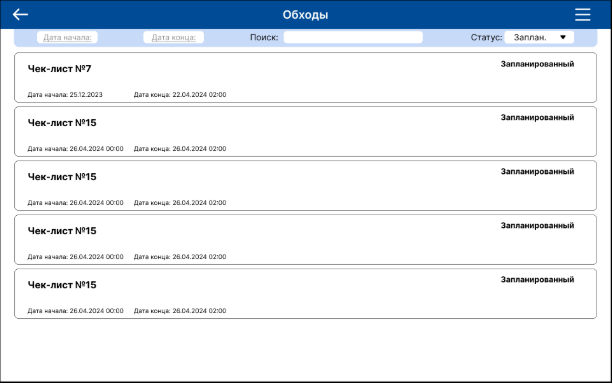 Обходы
Дата начала: Дата конца: Поиск: Статус: Заплан.
Чек-лист №7 Запланированный
Дата начала: 25.12.2023 Дата конца: 22.04.2024 02:00
Чек-лист №15 Запланированный
Дата начала: 26.04.2024 00:00 Дата конца: 26.04.2024 02:00
Чек-лист №15 Запланированный
Дата начала: 26.04.2024 00:00 Дата конца: 26.04.2024 02:00
Чек-лист №15 Запланированный
Дата начала: 26.04.2024 00:00 Дата конца: 26.04.2024 02:00
Чек-лист №15 Запланированный
Дата начала: 26.04.2024 00:00 Дата конца: 26.04.2024 02:00